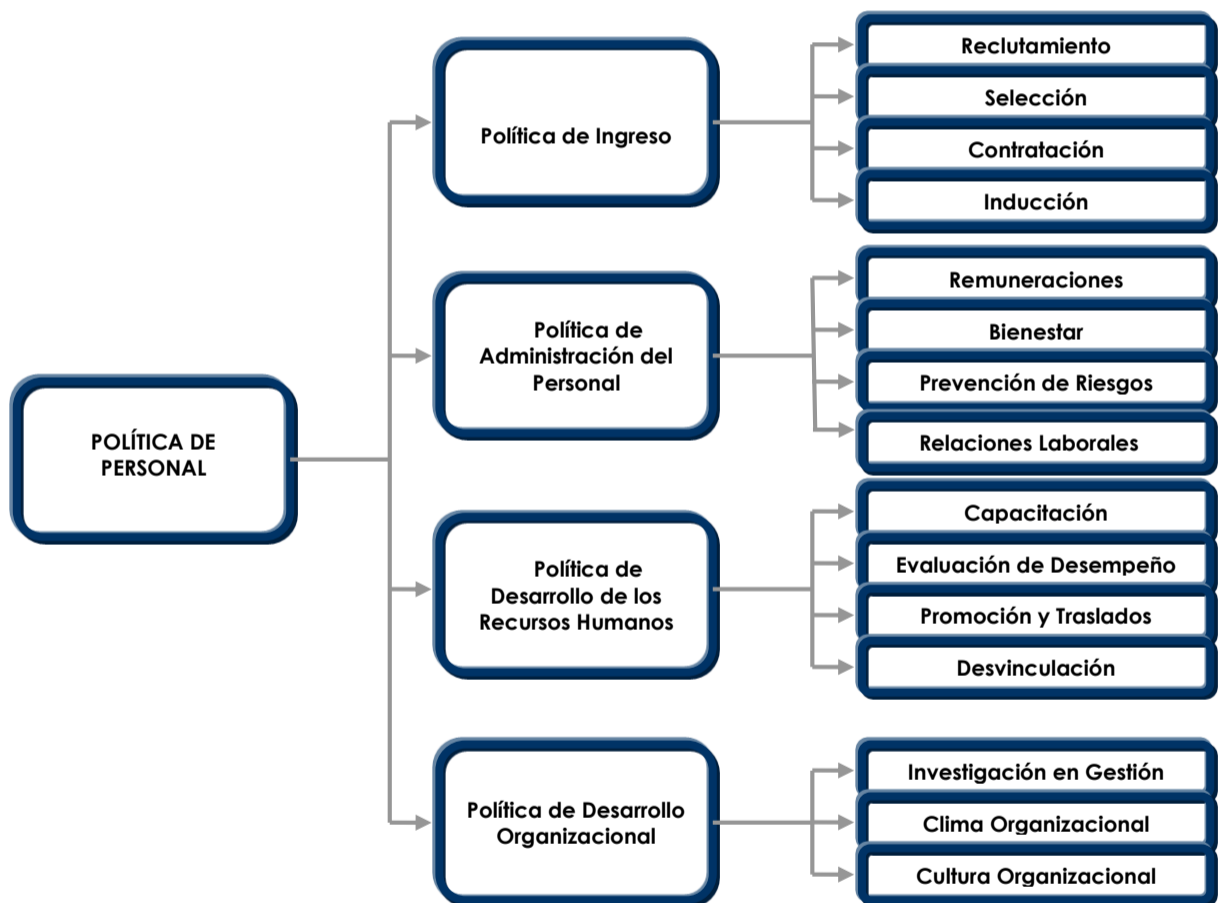 POLÍTICA DE
PERSONAL
Política de Ingreso
Reclutamiento
Selección
Contratación
Inducción
Política de
Administración del
Personal
Remuneraciones
Bienestar
Prevención de Riesgos
Relaciones Laborales
Política de
Desarrollo de los
Recursos Humanos
Capacitación
Evaluación de Desempeño
Promoción y Traslados
Desvinculación
Política de Desarrollo
Organizacional
Investigación en Gestión
Clima Organizacional
Cultura Organizacional